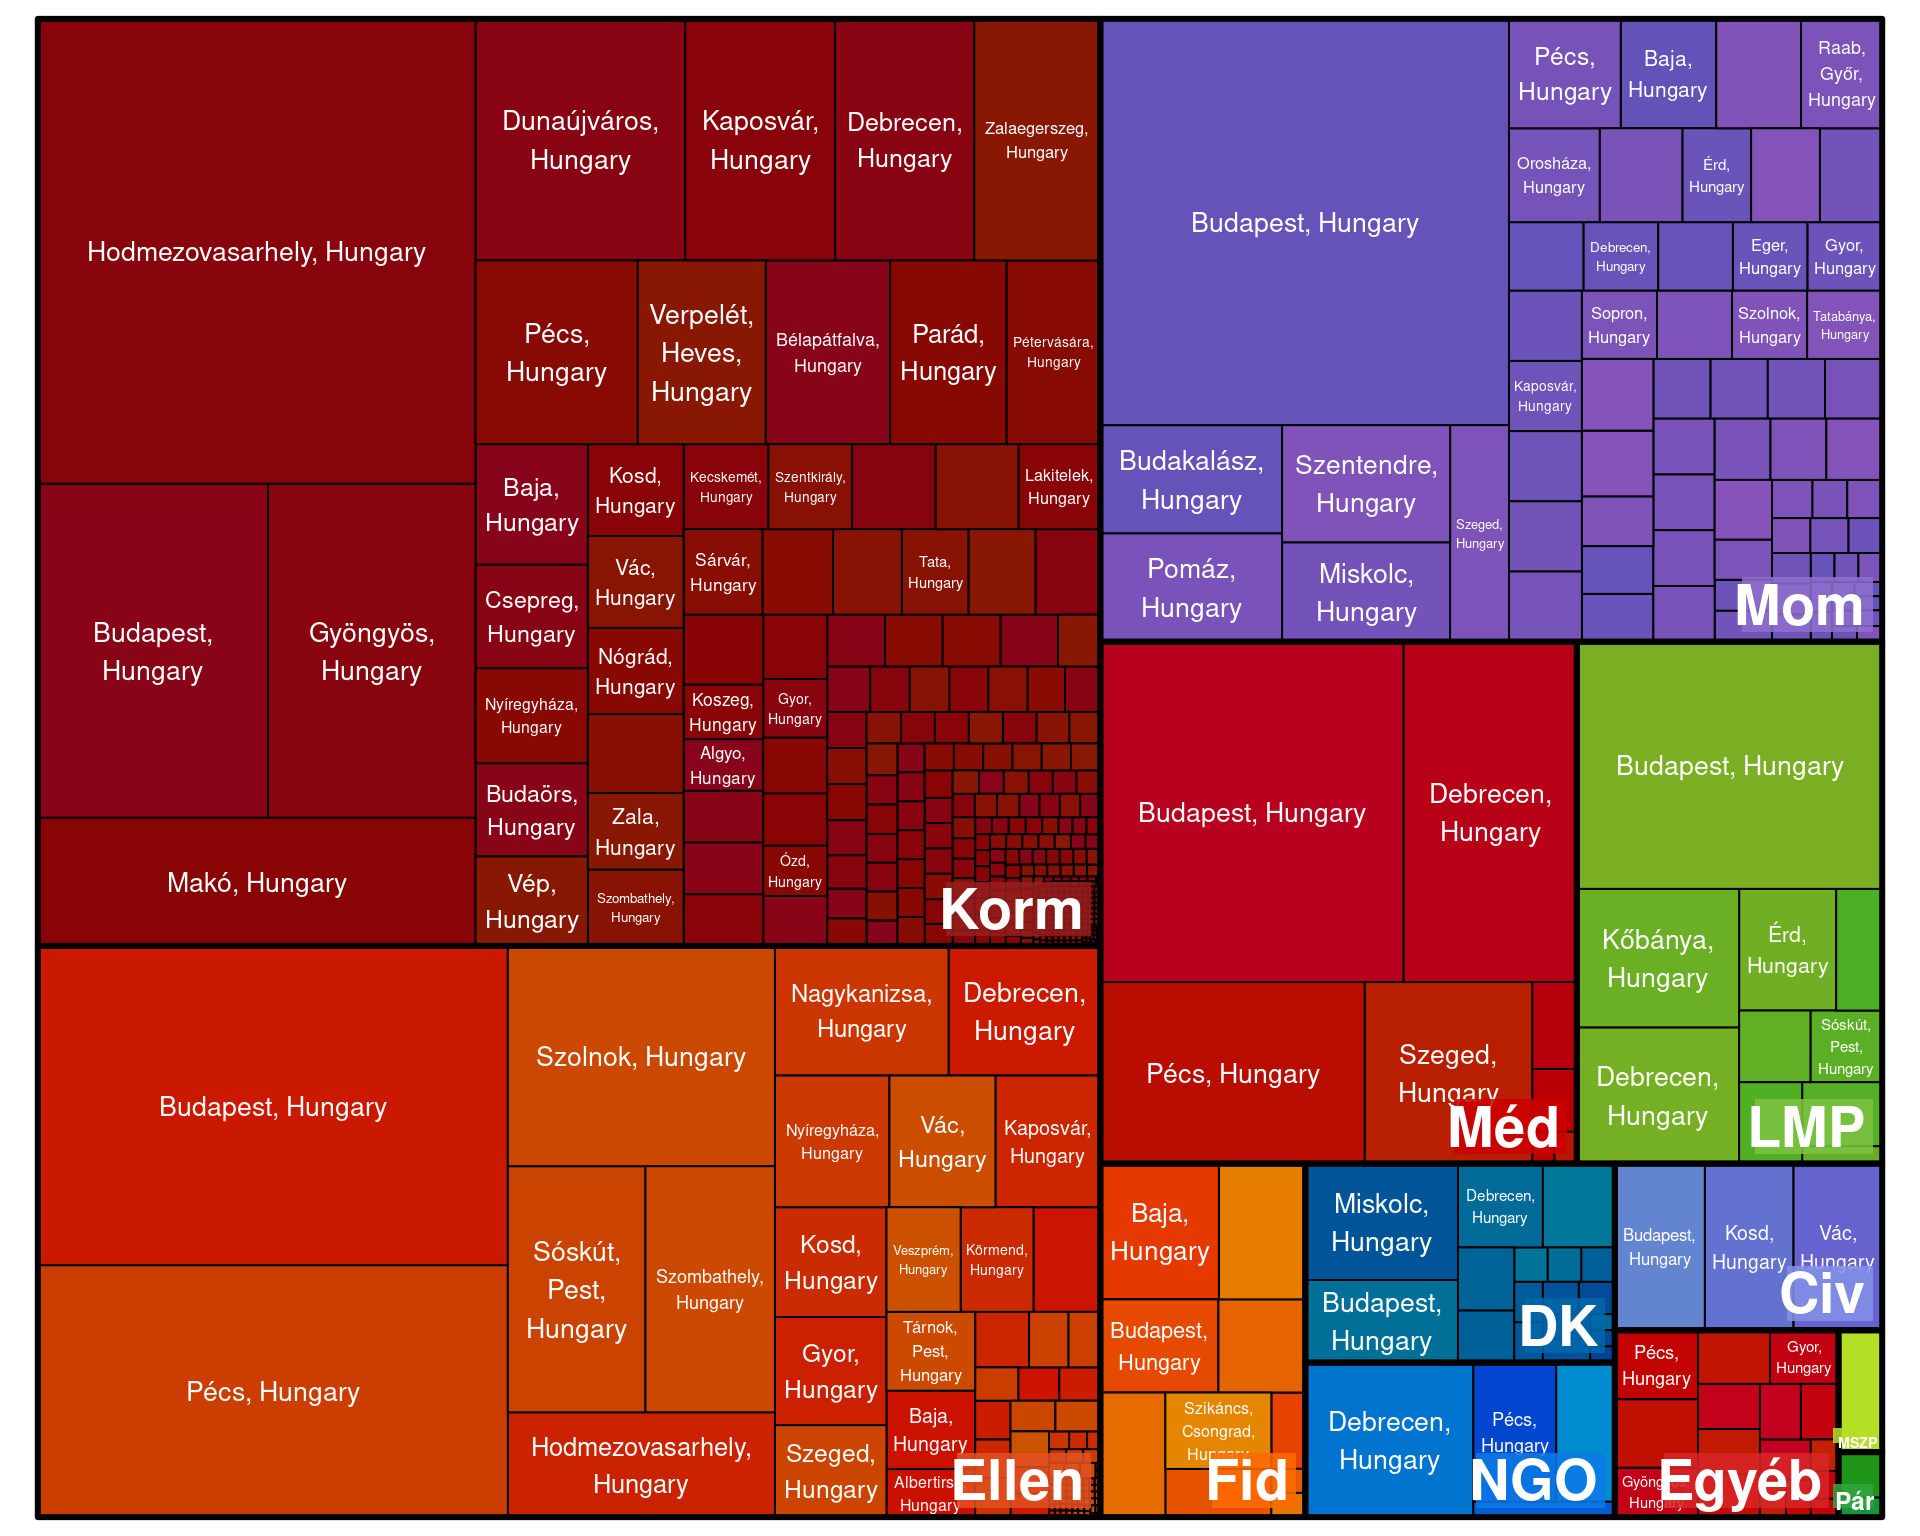 Hodmezovasarhely, Hungary
Budapest,
Hungary
Gyöngyös,
Hungary
Makó, Hungary
Dunaújváros,
Hungary
Kaposvár,
Hungary
Debrecen,
Hungary
Zalaegerszeg,
Hungary
Pécs,
Hungary
Verpelét,
Heves,
Hungary
Bélapátfalva,
Hungary
Parád,
Hungary
Pétervására,
Hungary
Baja,
Hungary
Csepreg,
Hungary
Nyíregyháza,
Hungary
Budaörs,
Hungary
Vép,
Hungary
Kosd,
Hungary
Vác,
Hungary
Nógrád,
Hungary
Zala,
Hungary
Szombathely,
Hungary
Kecskemét,
Hungary
Szentkirály,
Hungary
Lakitelek,
Hungary
Sárvár,
Hungary
Tata,
Hungary
Koszeg,
Hungary
Algyo,
Hungary
Gyor,
Hungary
Ózd,
Hungary
Korm
Budapest, Hungary
Budakalász,
Hungary
Pomáz,
Hungary
Szentendre,
Hungary
Miskolc,
Hungary
Szeged,
Hungary
Pécs,
Hungary
Baja,
Hungary
Raab,
Győr,
Hungary
Orosháza,
Hungary
Érd,
Hungary
Debrecen,
Hungary
Eger,
Hungary
Gyor,
Hungary
Sopron,
Hungary
Szolnok,
Hungary
Tatabánya,
Hungary
Kaposvár,
Hungary
Mom
Budapest, Hungary
Pécs, Hungary
Szolnok, Hungary
Sóskút,
Pest,
Hungary
Szombathely,
Hungary
Hodmezovasarhely,
Hungary
Nagykanizsa,
Hungary
Debrecen,
Hungary
Nyíregyháza,
Hungary
Vác,
Hungary
Kaposvár,
Hungary
Kosd,
Hungary
Gyor,
Hungary
Szeged,
Hungary
Veszprém,
Hungary
Körmend,
Hungary
Tárnok,
Pest,
Hungary
Baja,
Hungary
Hungary
Ellen
Budapest, Hungary
Debrecen,
Hungary
Pécs, Hungary
Szeged,
Hungary
Méd
Budapest, Hungary
Kőbánya,
Hungary
Debrecen,
Hungary
Érd,
Hungary
Sóskút,
Pest,
Hungary
LMP
Baja,
Hungary
Budapest,
Hungary
Szikáncs,
Csongrad,
Hungary
Fid
Miskolc,
Hungary
Budapest,
Hungary
Debrecen,
Hungary
DK
Debrecen,
Hungary
Pécs,
Hungary
NGO
Budapest,
Hungary
Kosd,
Hungary
Vác,
Hungary
Civ
Pécs,
Hungary
Gyor,
Hungary
Egyéb
MSZP
Pár